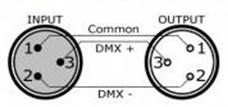 INPUT OUTPUT
Common
1 1
DMX +
3 3
2 2
DMX -